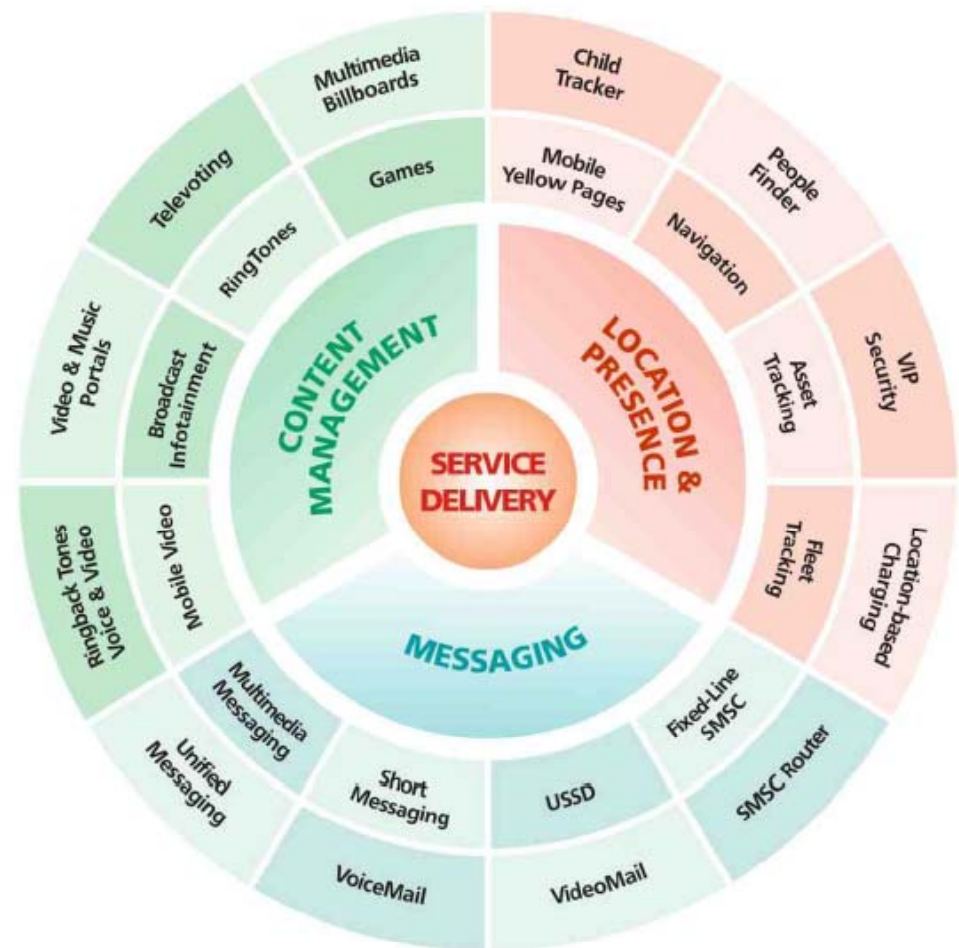 SERVICE
DELIVERY
CONTENT
MANAGEMENT
LOCATION &
PRESENCE
MESSAGING
Games
RingTones
Broadcast
Infotainment
Mobile Video
Multimedia
Billboards
Televoting
Video & Music
Portals
Ringback Tones
Voice & Video
Mobile
Yellow Pages
Navigation
Asset
Tracking
Fleet
Tracking
Child
Tracker
People
Finder
VIP
Security
Location-based
Charging
Fixed-Line
SMSC
USSD
Short
Messaging
Multimedia
Messaging
SMSC Router
VideoMail
VoiceMail
Unified
Messaging